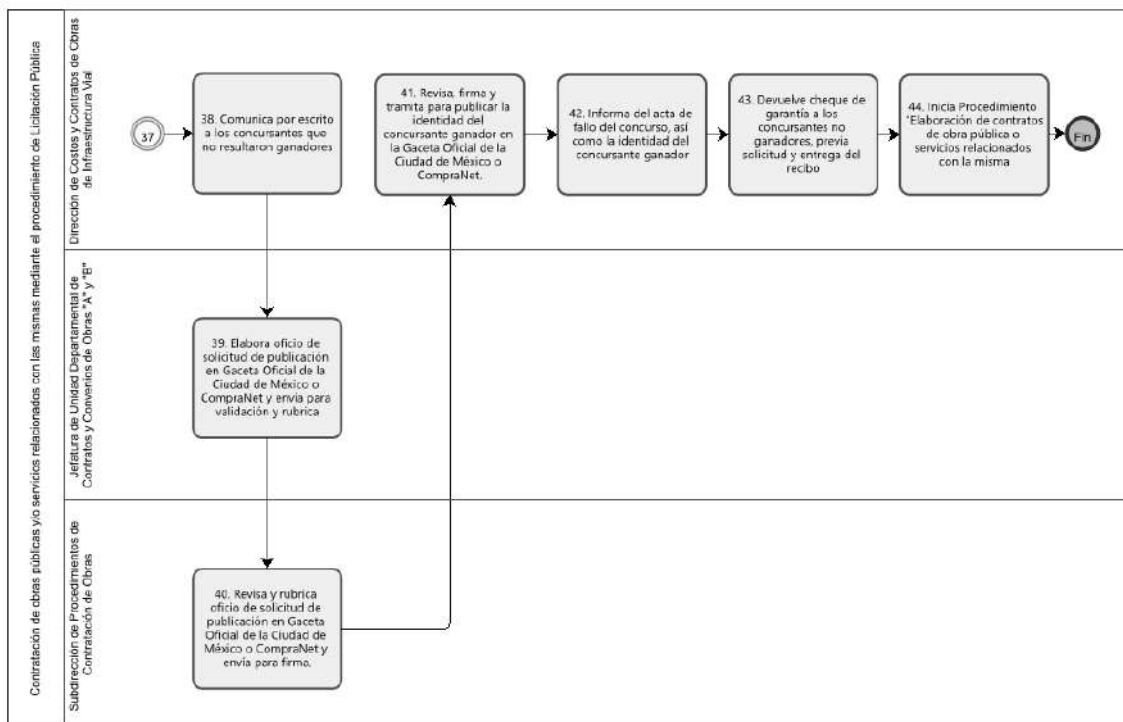 Contratación de obras públicas y/o servicios relacionados con las mismas mediante el procedimiento de Licitación Pública
Dirección de Costos y Contratos de Obras
de Infraestructura Vial
37
38. Comunica por escrito
a los concursantes que
no resultaron ganadores
41. Revisa, firma y
tramita para publicar la
identidad del
concursante ganador en
la Gaceta Oficial de la
Ciudad de México o
CompraNet.
42. Informa del acta de
fallo del concurso, así
como la identidad del
concursante ganador
43. Devuelve cheque de
garantía a los
concursantes no
ganadores, previa
solicitud y entrega del
recibo
44. Inicia Procedimiento
"Elaboración de contratos
de obra pública o
servicios relacionados
con la misma
Fin
Jefatura de Unidad Departamental de
Contratos y Convenios de Obras "A" y "B"
39. Elabora oficio de
solicitud de publicación
en Gaceta Oficial de la
Ciudad de México o
CompraNet y envía para
validación y rubrica
Subdirección de Procedimientos de
Contratación de Obras
40. Revisa y rubrica
oficio de solicitud de
publicación en Gaceta
Oficial de la Ciudad de
México o CompraNet y
envía para firma.